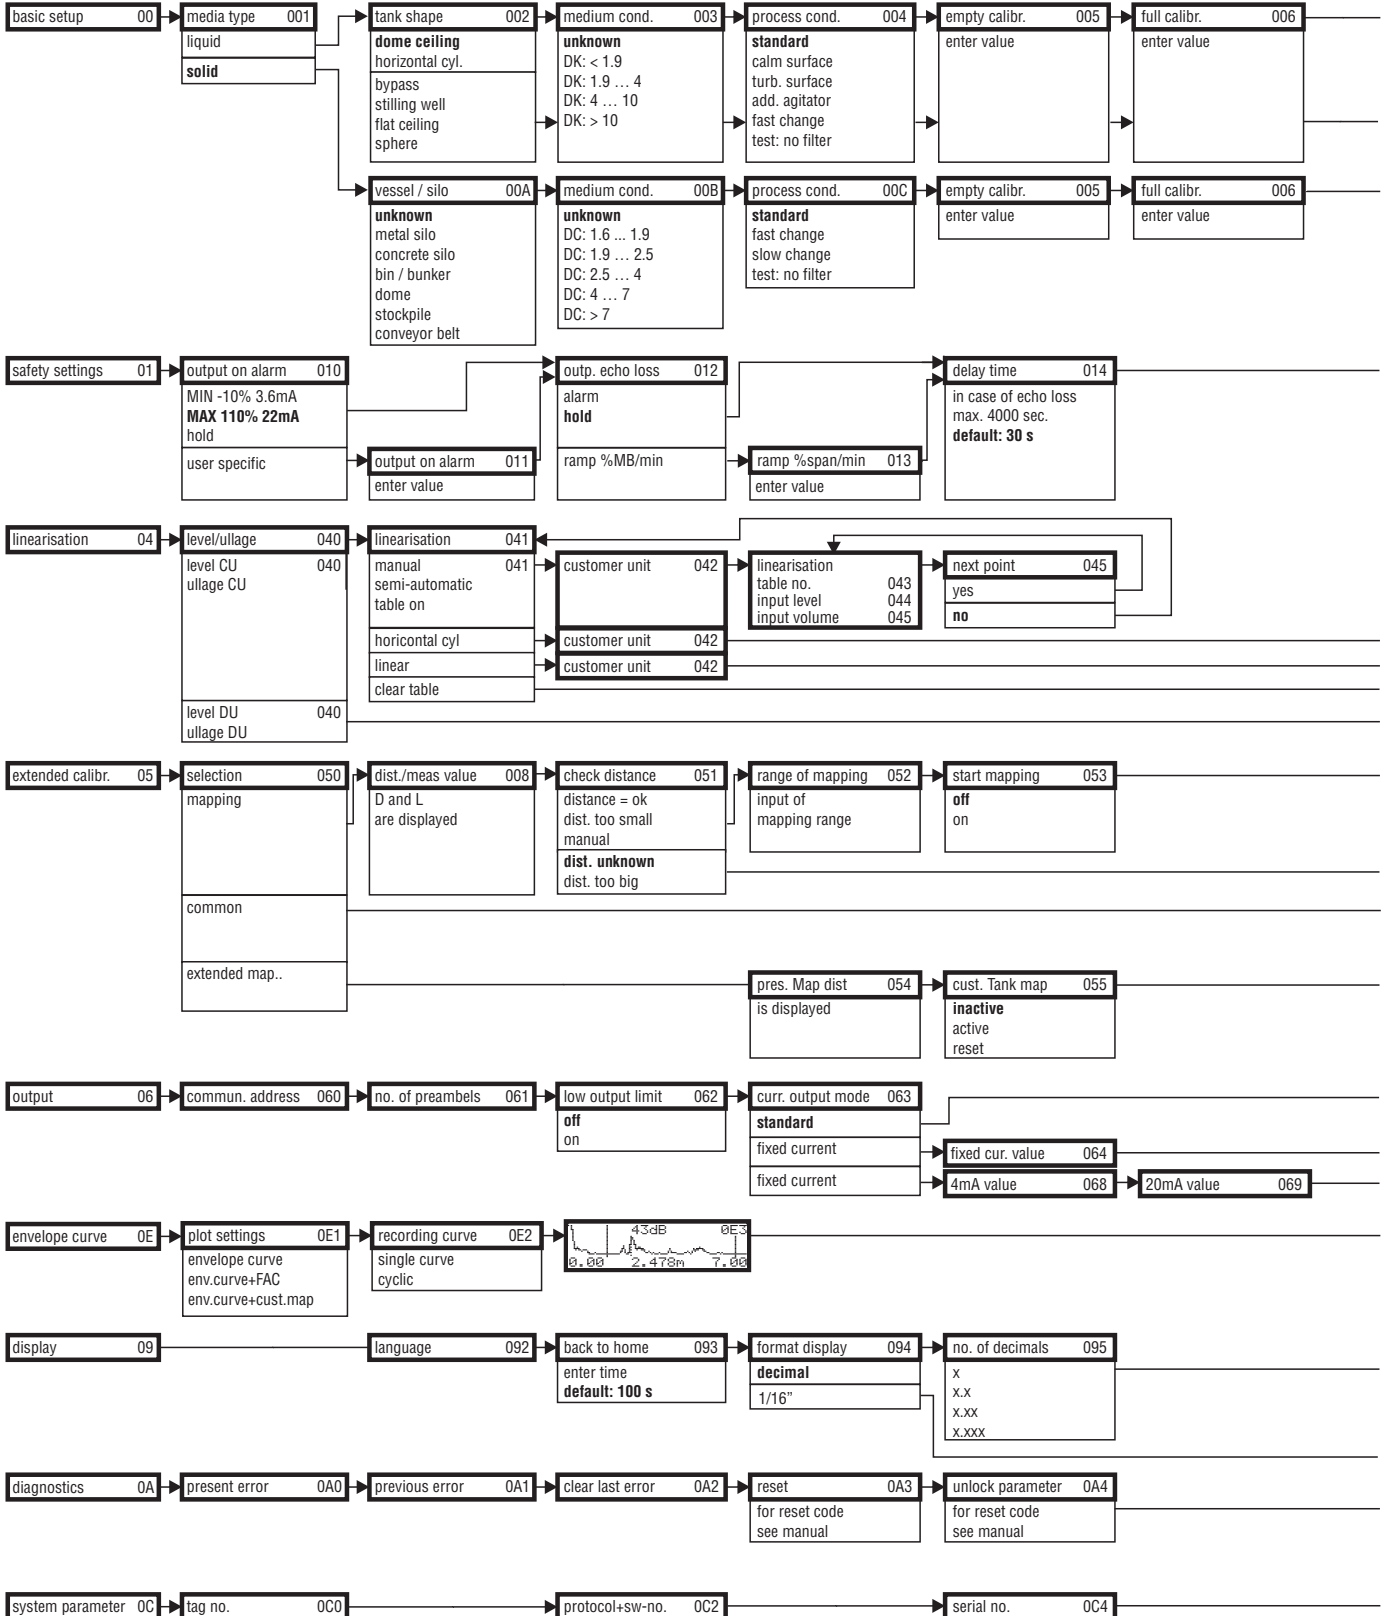 basic setup 00 media type 001 tank shape 002 medium cond. 003 process cond. 004 empty calibr. 005 full calibr. 006
liquid
solid
dome ceiling
horizontal cyl.
bypass
stilling well
flat ceiling
sphere
unknown
DK: < 1.9
DK: 1.9 … 4
DK: 4 … 10
DK: > 10
standard
calm surface
turb. surface
add. agitator
fast change
test: no filter
enter value
enter value
vessel / silo 00A medium cond. 00B process cond. 00C empty calibr. 005 full calibr. 006
unknown
metal silo
concrete silo
bin / bunker
dome
stockpile
conveyor belt
unknown
DC: 1.6 ... 1.9
DC: 1.9 … 2.5
DC: 2.5 … 4
DC: 4 … 7
DC: > 7
standard
fast change
slow change
test: no filter
enter value
enter value
safety settings 01 output on alarm 010 outp. echo loss 012 delay time 014
MIN -10% 3.6mA
MAX 110% 22mA
hold
user specific
output on alarm 011
enter value
alarm
hold
ramp %MB/min
ramp %span/min 013
enter value
in case of echo loss
max. 4000 sec.
default: 30 s
linearisation 04 level/ullage 040 linearisation 041
level CU 040
ullage CU
level DU 040
ullage DU
manual 041
semi-automatic
table on
horicontal cyl
linear
clear table
customer unit 042
customer unit 042
customer unit 042
linearisation
table no. 043
input level 044
input volume 045
next point 045
yes
no
extended calibr. 05 selection 050 dist./meas value 008 check distance 051 range of mapping 052 start mapping 053
mapping
common
extended map..
D and L
are displayed
distance = ok
dist. too small
manual
dist. unknown
dist. too big
input of
mapping range
off
on
pres. Map dist 054 cust. Tank map 055
is displayed
inactive
active
reset
output 06 commun. address 060 no. of preambels 061 low output limit 062 curr. output mode 063
off
on
standard
fixed current
fixed current
fixed cur. value 064
4mA value 068 20mA value 069
envelope curve 0E plot settings 0E1 recording curve 0E2
envelope curve
env.curve+FAC
env.curve+cust.map
single curve
cyclic
43dB 0E3
0.00 2.478m 7.00
display 09 language 092 back to home 093 format display 094 no. of decimals 095
enter time
default: 100 s
decimal
1/16”
x
x.x
x.xx
x.xxx
diagnostics 0A present error 0A0 previous error 0A1 clear last error 0A2 reset 0A3 unlock parameter 0A4
for reset code
see manual
for reset code
see manual
system parameter 0C tag no. 0C0 protocol+sw-no. 0C2 serial no. 0C4